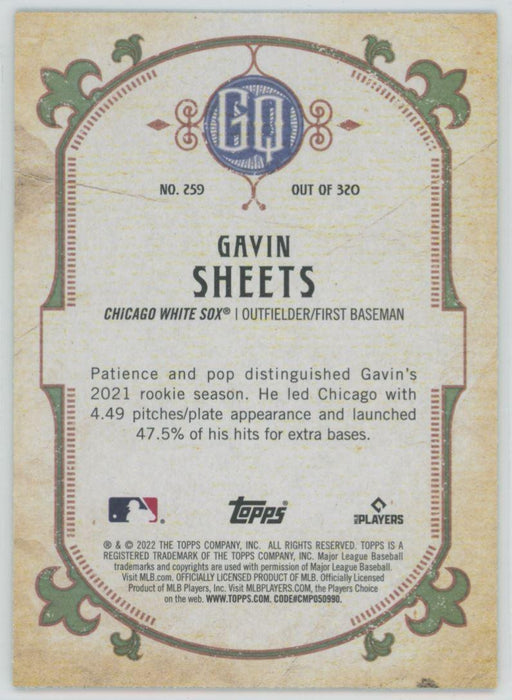 GQ
NO. 259 OUT OF 320
GAVIN
SHEETS
CHICAGO WHITE SOX® | OUTFIELDER/FIRST BASEMAN
Patience and pop distinguished Gavin's
2021 rookie season. He led Chicago with
4.49 pitches/plate appearance and launched
47.5% of his hits for extra bases.
Topps® MLB PLAYERS
® & © 2022 THE TOPPS COMPANY, INC. ALL RIGHTS RESERVED. TOPPS IS A
REGISTERED TRADEMARK OF THE TOPPS COMPANY, INC. Major League Baseball
trademarks and copyrights are used with permission of Major League Baseball.
Visit MLB.com. OFFICIALLY LICENSED PRODUCT OF MLB. Officially Licensed
Product of MLB Players, Inc. Visit MLBPLAYERS.com, the Players Choice
on the web. WWW.TOPPS.COM. CODE#CMP050990.